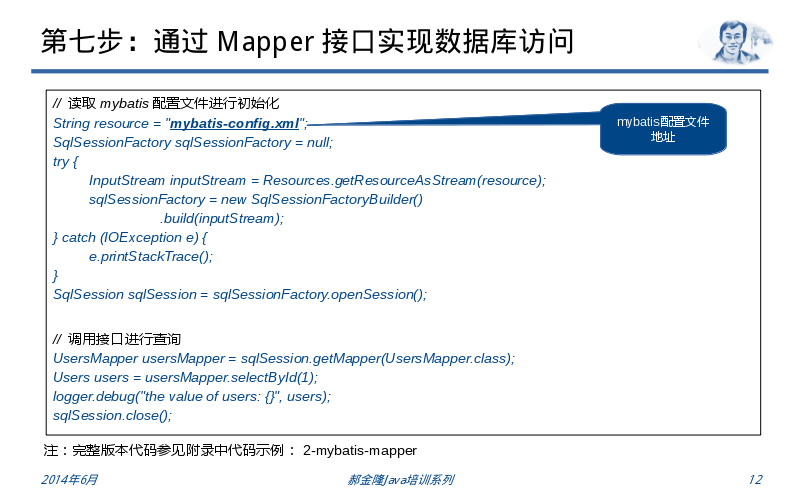 第七步：通过 Mapper 接口实现数据库访问
// 读取 mybatis 配置文件进行初始化
String resource = "mybatis-config.xml";
SqlSessionFactory sqlSessionFactory = null;
try {
InputStream inputStream = Resources.getResourceAsStream(resource);
sqlSessionFactory = new SqlSessionFactoryBuilder()
.build(inputStream);
} catch (IOException e) {
e.printStackTrace();
}
SqlSession sqlSession = sqlSessionFactory.openSession();
mybatis配置文件
地址
// 调用接口进行查询
UsersMapper usersMapper = sqlSession.getMapper(UsersMapper.class);
Users users = usersMapper.selectById(1);
logger.debug("the value of users: {}", users);
sqlSession.close();
注：完整版本代码参见附录中代码示例： 2-mybatis-mapper
2014年6月
郝金隆Java培训系列
12